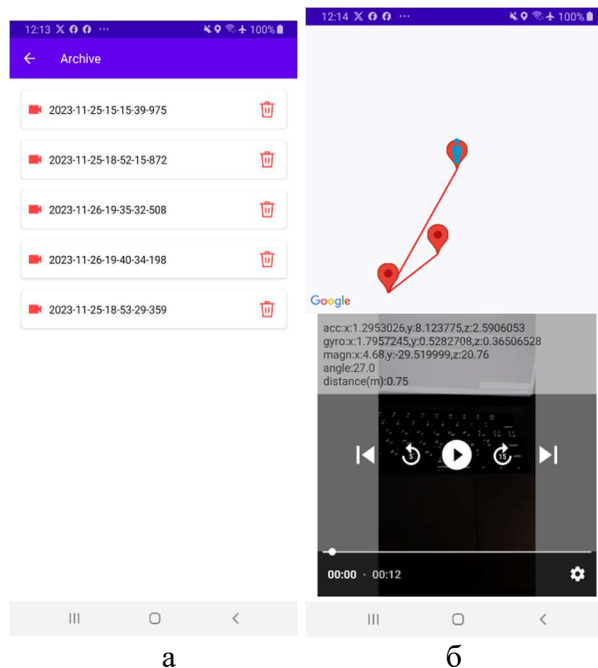 12:13 X ... 100%
Archive
2023-11-25-15-15-39-975
2023-11-25-18-52-15-872
2023-11-26-19-35-32-508
2023-11-26-19-40-34-198
2023-11-25-18-53-29-359
а
12:14 X ... 100%
Google
acc:x:1.2953026,y:8.123775,z:2.5906053
gyro:x:1.7957245,y:0.5282708,z:0.36506528
magn:x:4.68,y:-29.519999,z:20.76
angle:27.0
distance(m):0.75
5
15
00:00 · 00:12
б